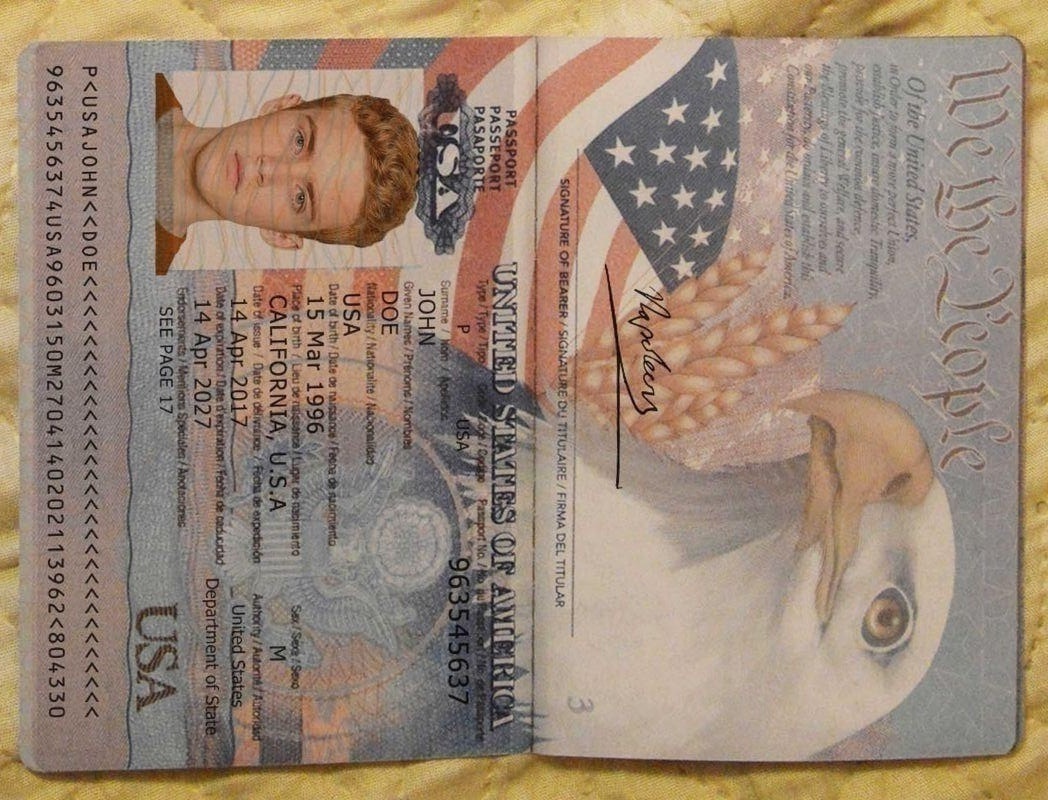 We the People
Of the United States,
in Order to form a more perfect Union,
establish Justice, insure domestic Tranquility,
provide for the common defence,
promote the general Welfare, and secure
the Blessings of Liberty to ourselves and
our Posterity, do ordain and establish this
Constitution for the United States of America.
SIGNATURE OF BEARER / SIGNATURE DU TITULAIRE / FIRMA DEL TITULAR
3
PASSPORT
PASSEPORT
PASAPORTE
USA
UNITED STATES OF AMERICA
Type / Type / Tipo Code / Code / Codigo Passport No. /
P USA 963545637
Surname / Nom / Apellidos
JOHN
Given Names / Prénoms / Nombres
DOE
Nationality / Nationalité / Nacionalidad
USA
Date of birth / Date de naissance / Fecha de nacimiento
15 Mar 1996
Place of birth / Lieu de naissance / Lugar de nacimiento Sex / Sexe / Sexo
CALIFORNIA, U.S.A M
Date of issue / Date de délivrance / Fecha de expedición Authority / Autorité / Autoridad
14 Apr 2017 United States
Date of expiration / Date d'expiration / Fecha de caducidad Department of State
14 Apr 2027
Endorsements / Mentions Spéciales / Anotaciones
SEE PAGE 17
USA
P<USAJOHN<<DOE<<<<<<<<<<<<<<<<<<<<<<<<<<<<<<
9635456374USA9603150M2704140202113962<804330